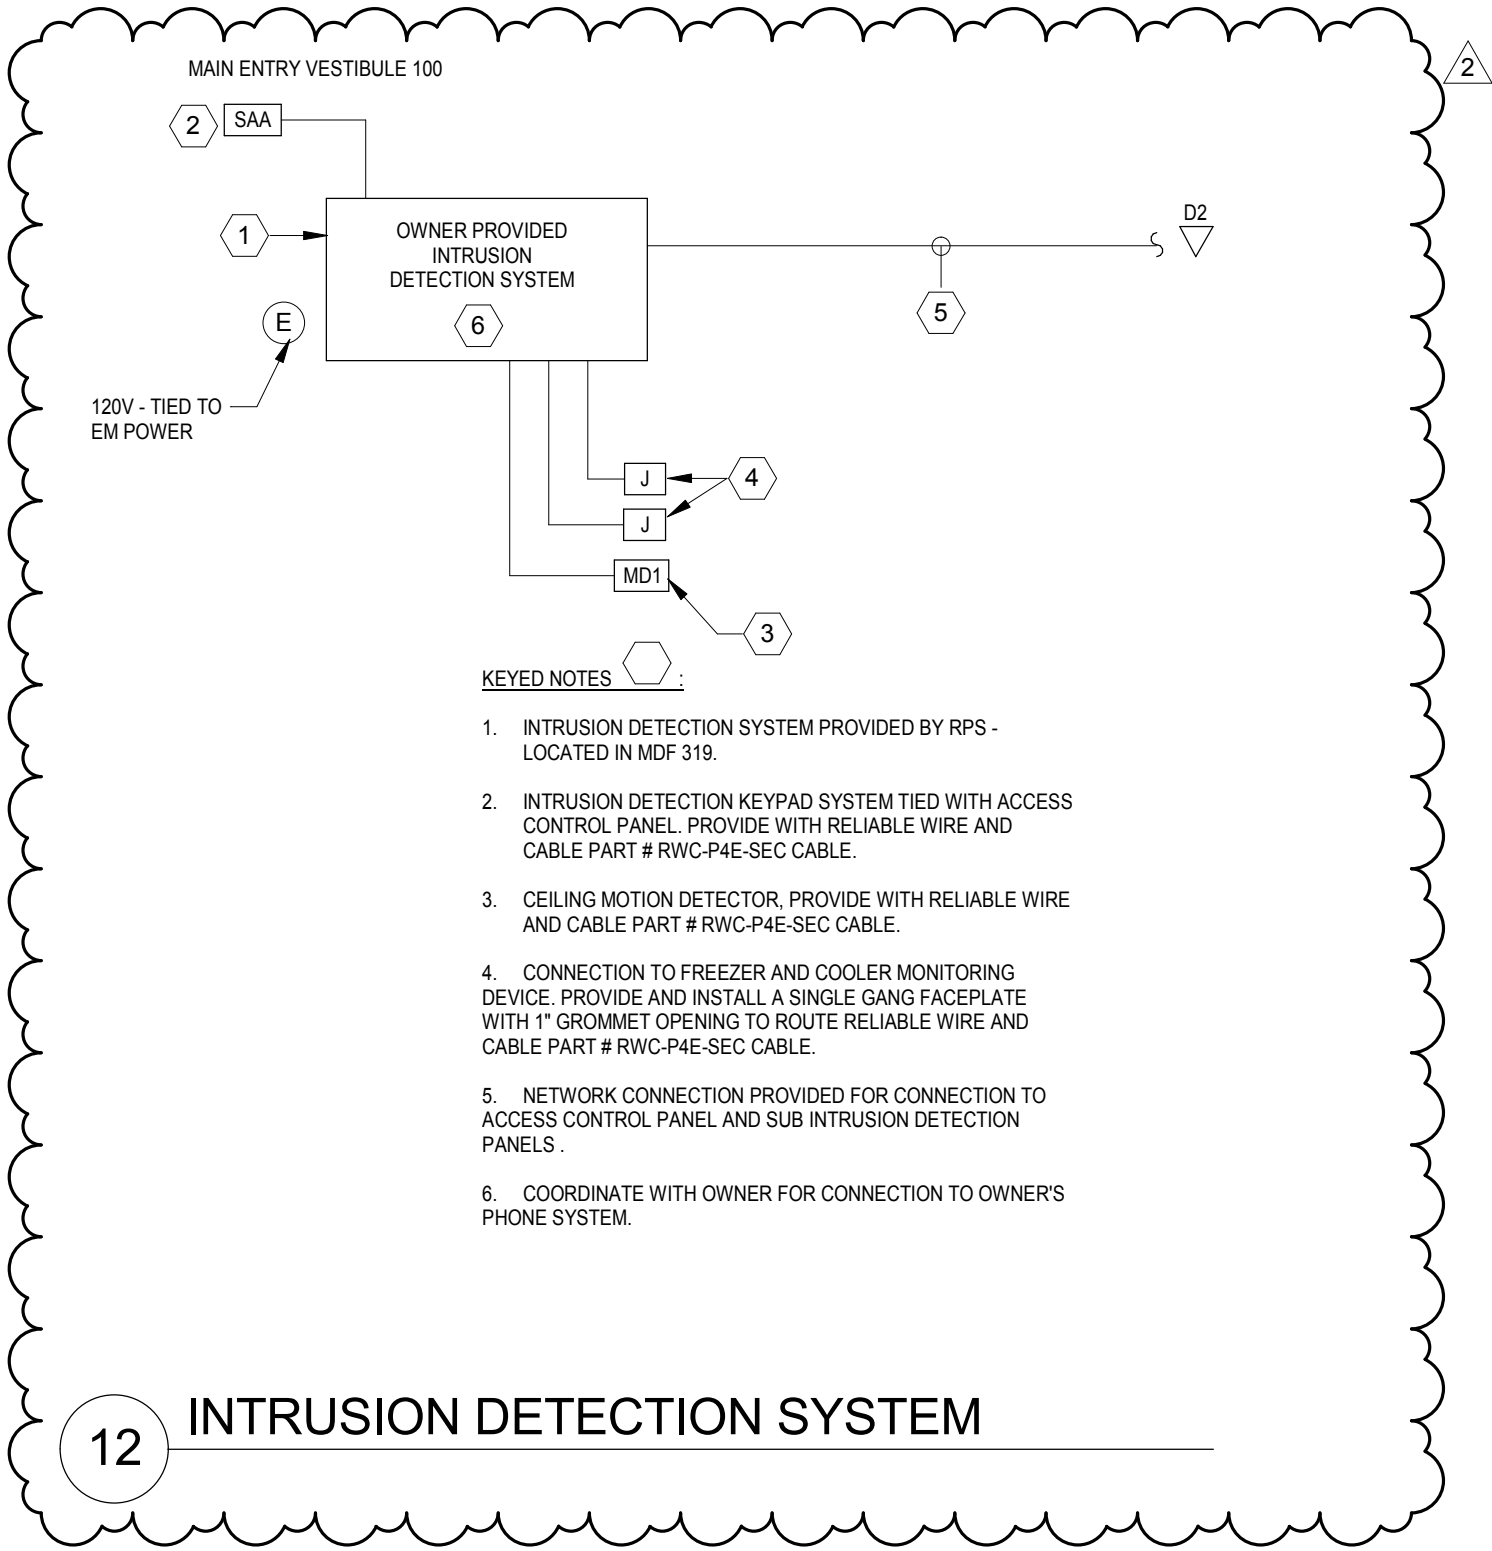 MAIN ENTRY VESTIBULE 100
2
2
SAA
1
OWNER PROVIDED
INTRUSION
DETECTION SYSTEM
6
D2
5
E
120V - TIED TO
EM POWER
J
4
J
MD1
3
KEYED NOTES :
1. INTRUSION DETECTION SYSTEM PROVIDED BY RPS -
LOCATED IN MDF 319.
2. INTRUSION DETECTION KEYPAD SYSTEM TIED WITH ACCESS
CONTROL PANEL. PROVIDE WITH RELIABLE WIRE AND
CABLE PART # RWC-P4E-SEC CABLE.
3. CEILING MOTION DETECTOR, PROVIDE WITH RELIABLE WIRE
AND CABLE PART # RWC-P4E-SEC CABLE.
4. CONNECTION TO FREEZER AND COOLER MONITORING
DEVICE. PROVIDE AND INSTALL A SINGLE GANG FACEPLATE
WITH 1" GROMMET OPENING TO ROUTE RELIABLE WIRE AND
CABLE PART # RWC-P4E-SEC CABLE.
5. NETWORK CONNECTION PROVIDED FOR CONNECTION TO
ACCESS CONTROL PANEL AND SUB INTRUSION DETECTION
PANELS .
6. COORDINATE WITH OWNER FOR CONNECTION TO OWNER'S
PHONE SYSTEM.
12
INTRUSION DETECTION SYSTEM